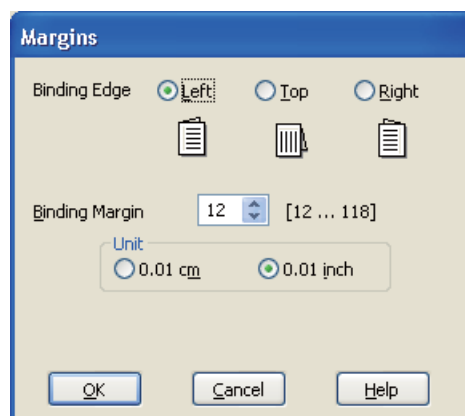 Margins
Binding Edge Left Top Right
Binding Margin 12 [12 ... 118]
Unit
0.01 cm 0.01 inch
OK Cancel Help